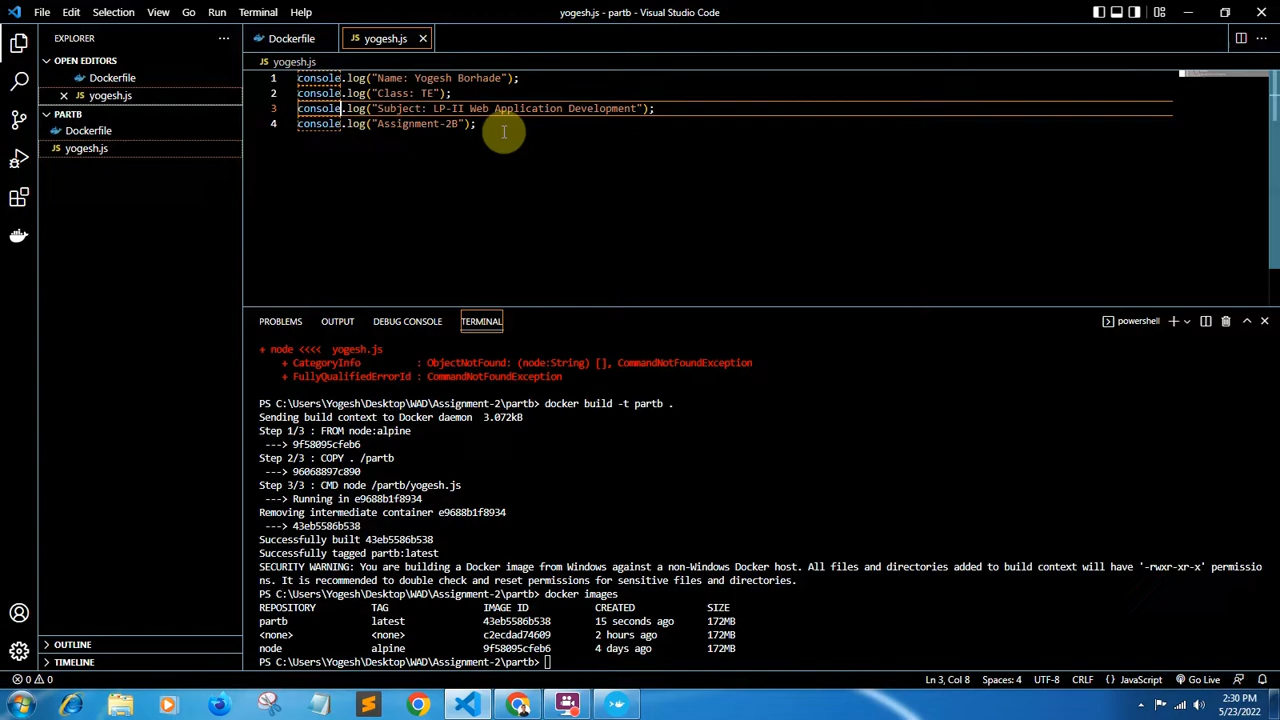 File Edit Selection View Go Run Terminal Help
yogesh.js - partb - Visual Studio Code
EXPLORER
OPEN EDITORS
Dockerfile
JS yogesh.js
PARTB
Dockerfile
JS yogesh.js
OUTLINE
TIMELINE
Dockerfile
JS yogesh.js
JS yogesh.js
1 console.log("Name: Yogesh Borhade");
2 console.log("Class: TE");
3 console.log("Subject: LP-II Web Application Development");
4 console.log("Assignment-2B");
PROBLEMS OUTPUT DEBUG CONSOLE TERMINAL
powershell
+ node <<<< yogesh.js
+ CategoryInfo : ObjectNotFound: (node:String) [], CommandNotFoundException
+ FullyQualifiedErrorId : CommandNotFoundException
PS C:\Users\Yogesh\Desktop\WAD\Assignment-2\partb> docker build -t partb .
Sending build context to Docker daemon 3.072kB
Step 1/3 : FROM node:alpine
---> 9f58095cfeb6
Step 2/3 : COPY . /partb
---> 96068897c890
Step 3/3 : CMD node /partb/yogesh.js
---> Running in e9688b1f8934
Removing intermediate container e9688b1f8934
---> 43eb5586b538
Successfully built 43eb5586b538
Successfully tagged partb:latest
SECURITY WARNING: You are building a Docker image from Windows against a non-Windows Docker host. All files and directories added to build context will have '-rwxr-xr-x' permissio
ns. It is recommended to double check and reset permissions for sensitive files and directories.
PS C:\Users\Yogesh\Desktop\WAD\Assignment-2\partb> docker images
REPOSITORY TAG IMAGE ID CREATED SIZE
partb latest 43eb5586b538 15 seconds ago 172MB
<none> <none> c2ecdad74609 2 hours ago 172MB
node alpine 9f58095cfeb6 4 days ago 172MB
PS C:\Users\Yogesh\Desktop\WAD\Assignment-2\partb>
0 0
Ln 3, Col 8 Spaces: 4 UTF-8 CRLF {} JavaScript Go Live
2:30 PM
5/23/2022